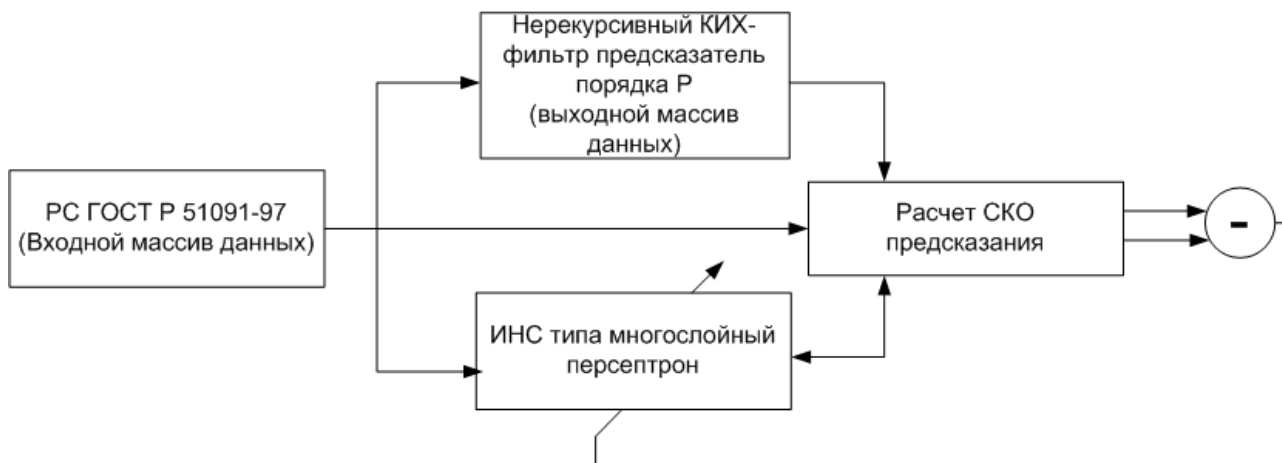 Нерекурсивный КИХ-
фильтр предсказатель
порядка P
(выходной массив
данных)
РС ГОСТ Р 51091-97
(Входной массив данных)
Расчет СКО
предсказания
-
ИНС типа многослойный
персептрон